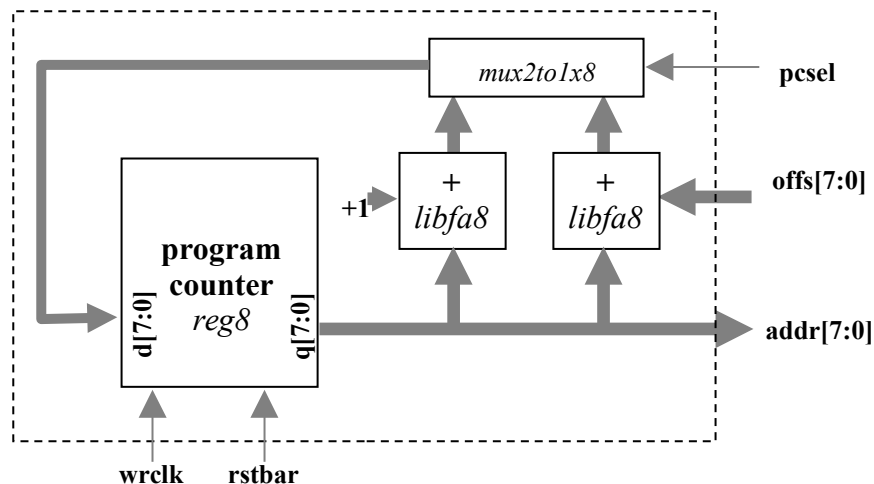 mux2to1x8
pcsel
+
libfa8
+
libfa8
+1
offs[7:0]
program
counter
reg8
d[7:0]
q[7:0]
addr[7:0]
wrclk
rstbar